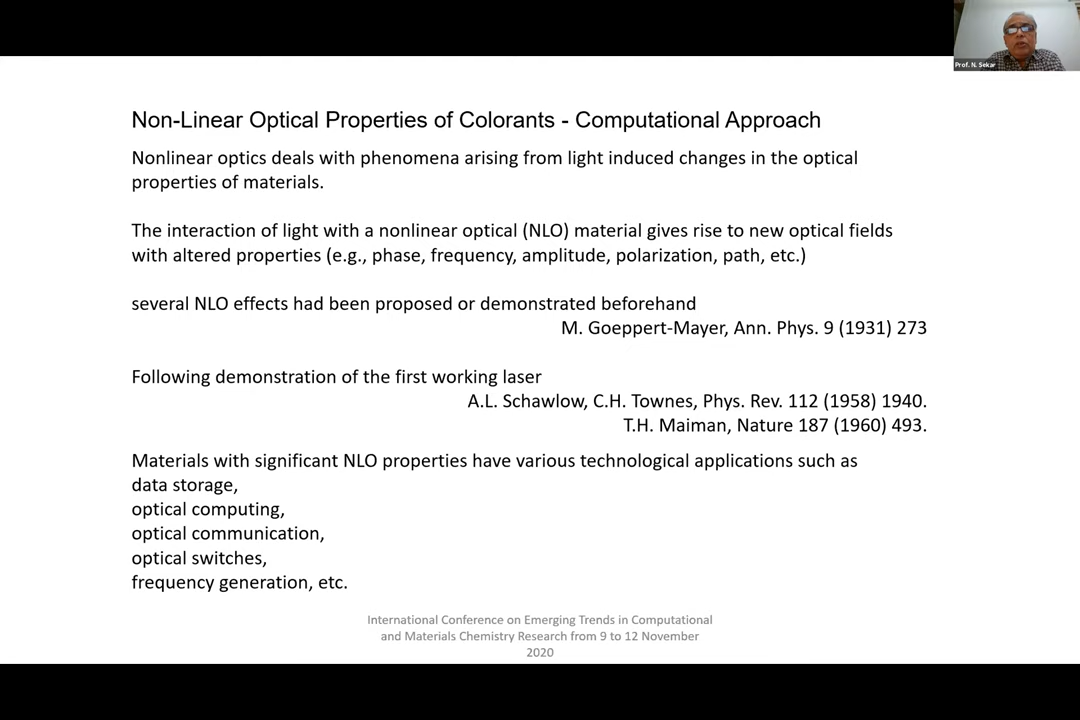 Prof. N. Sekar
Non-Linear Optical Properties of Colorants - Computational Approach
Nonlinear optics deals with phenomena arising from light induced changes in the optical
properties of materials.
The interaction of light with a nonlinear optical (NLO) material gives rise to new optical fields
with altered properties (e.g., phase, frequency, amplitude, polarization, path, etc.)
several NLO effects had been proposed or demonstrated beforehand
M. Goeppert-Mayer, Ann. Phys. 9 (1931) 273
Following demonstration of the first working laser
A.L. Schawlow, C.H. Townes, Phys. Rev. 112 (1958) 1940.
T.H. Maiman, Nature 187 (1960) 493.
Materials with significant NLO properties have various technological applications such as
data storage,
optical computing,
optical communication,
optical switches,
frequency generation, etc.
International Conference on Emerging Trends in Computational
and Materials Chemistry Research from 9 to 12 November
2020